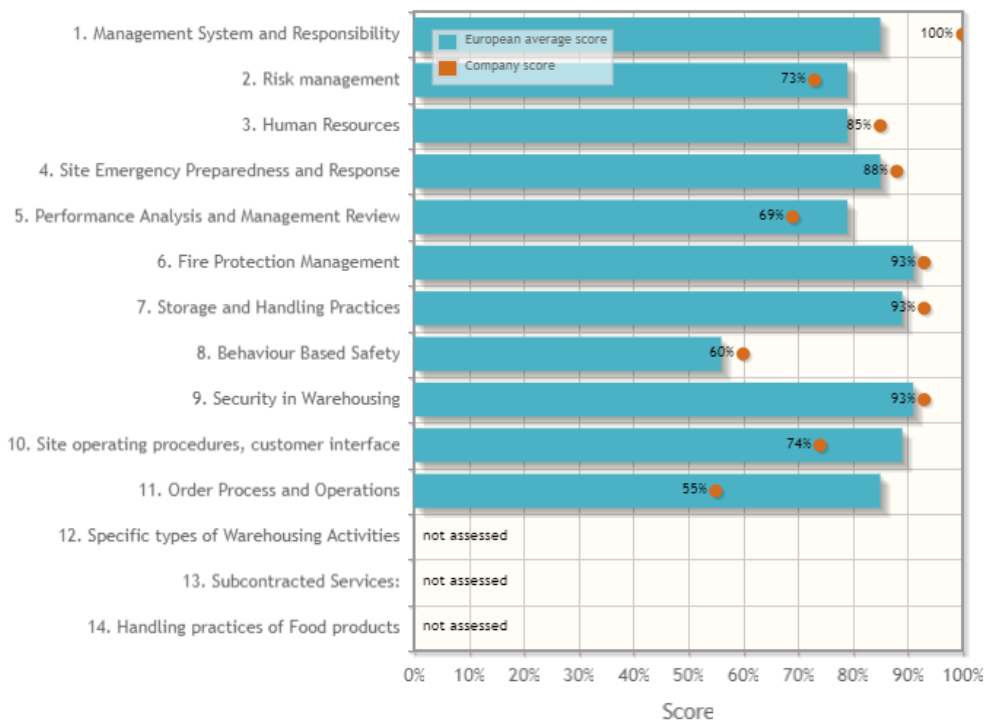 1. Management System and Responsibility
100%
European average score
Company score
2. Risk management
73%
3. Human Resources
85%
4. Site Emergency Preparedness and Response
88%
5. Performance Analysis and Management Review
69%
6. Fire Protection Management
93%
7. Storage and Handling Practices
93%
8. Behaviour Based Safety
60%
9. Security in Warehousing
93%
10. Site operating procedures, customer interface
74%
11. Order Process and Operations
55%
12. Specific types of Warehousing Activities
not assessed
13. Subcontracted Services:
not assessed
14. Handling practices of Food products
not assessed
0% 10% 20% 30% 40% 50% 60% 70% 80% 90% 100%
Score